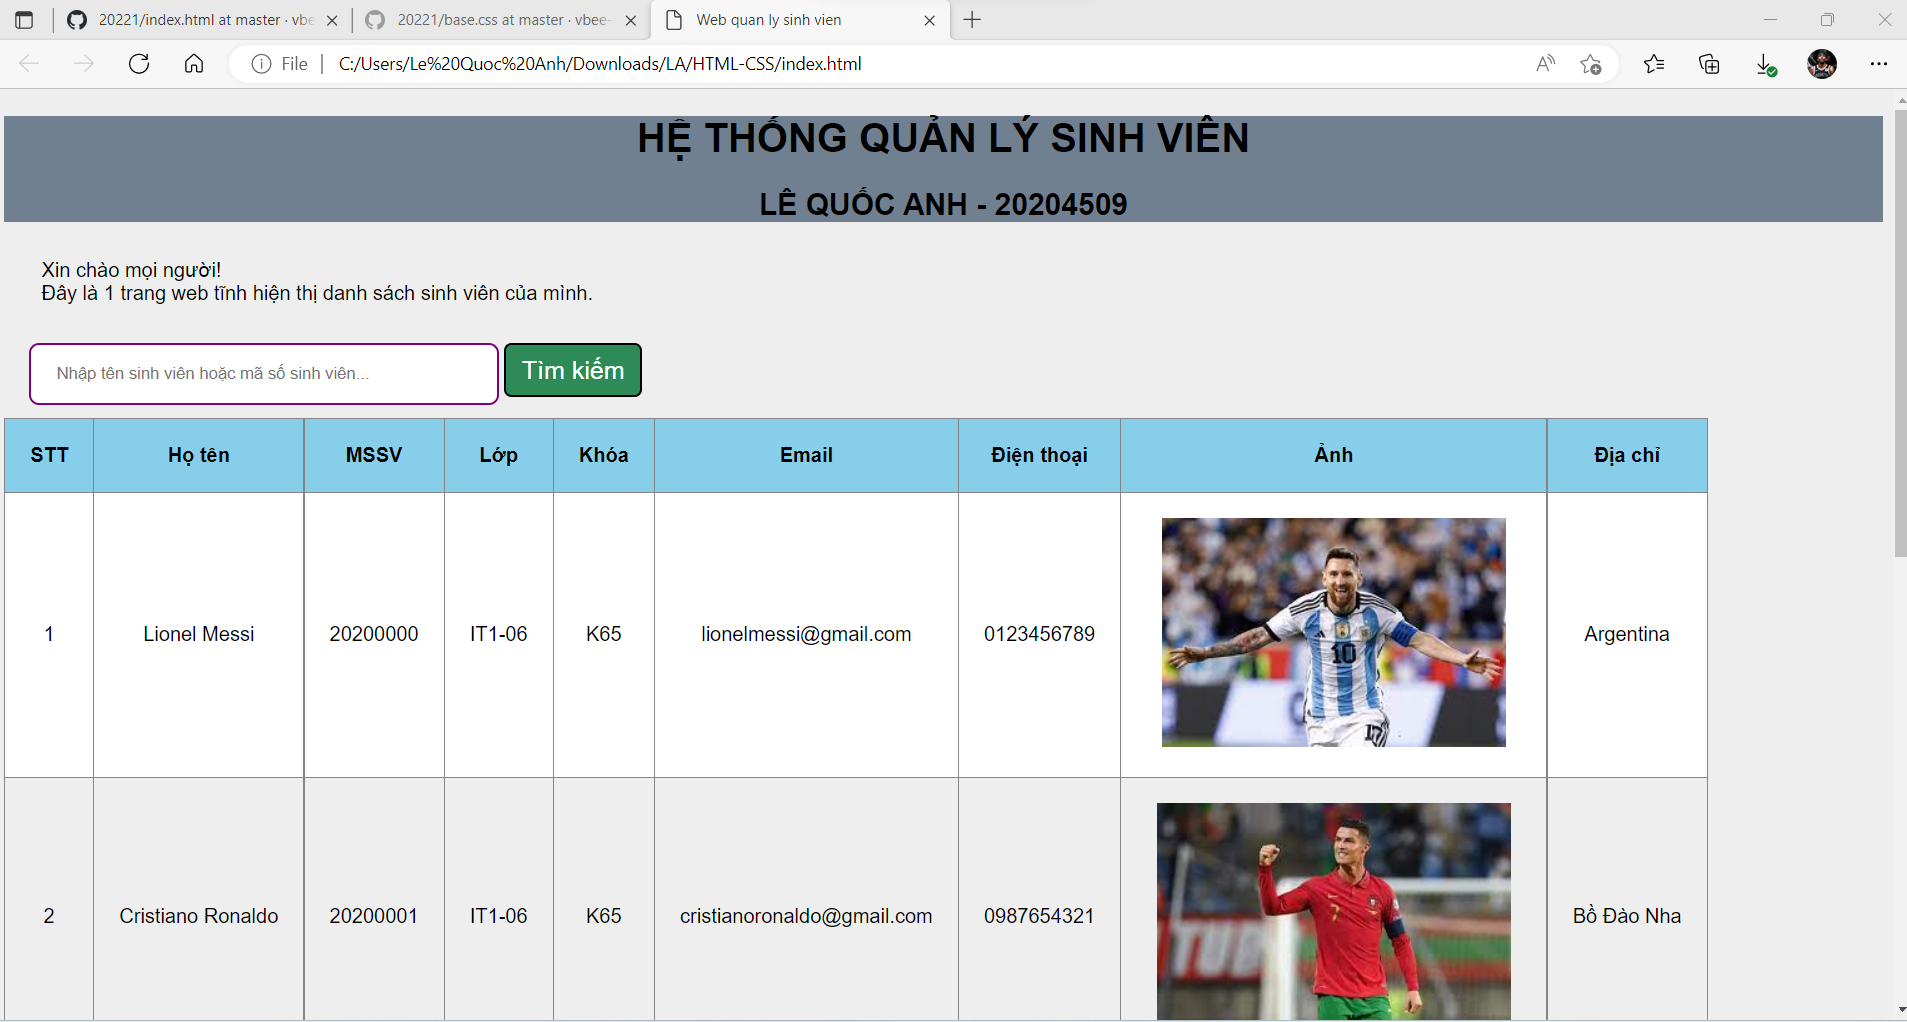 20221/index.html at master · vbe
20221/base.css at master · vbee-
Web quan ly sinh vien
File
C:/Users/Le%20Quoc%20Anh/Downloads/LA/HTML-CSS/index.html
HỆ THỐNG QUẢN LÝ SINH VIÊN
LÊ QUỐC ANH - 20204509
Xin chào mọi người!
Đây là 1 trang web tĩnh hiện thị danh sách sinh viên của mình.
Nhập tên sinh viên hoặc mã số sinh viên... Tìm kiếm
STT Họ tên MSSV Lớp Khóa Email Điện thoại Ảnh Địa chỉ
1 Lionel Messi 20200000 IT1-06 K65 lionelmessi@gmail.com 0123456789 Argentina
10
17
2 Cristiano Ronaldo 20200001 IT1-06 K65 cristianoronaldo@gmail.com 0987654321 Bồ Đào Nha
7
TUB